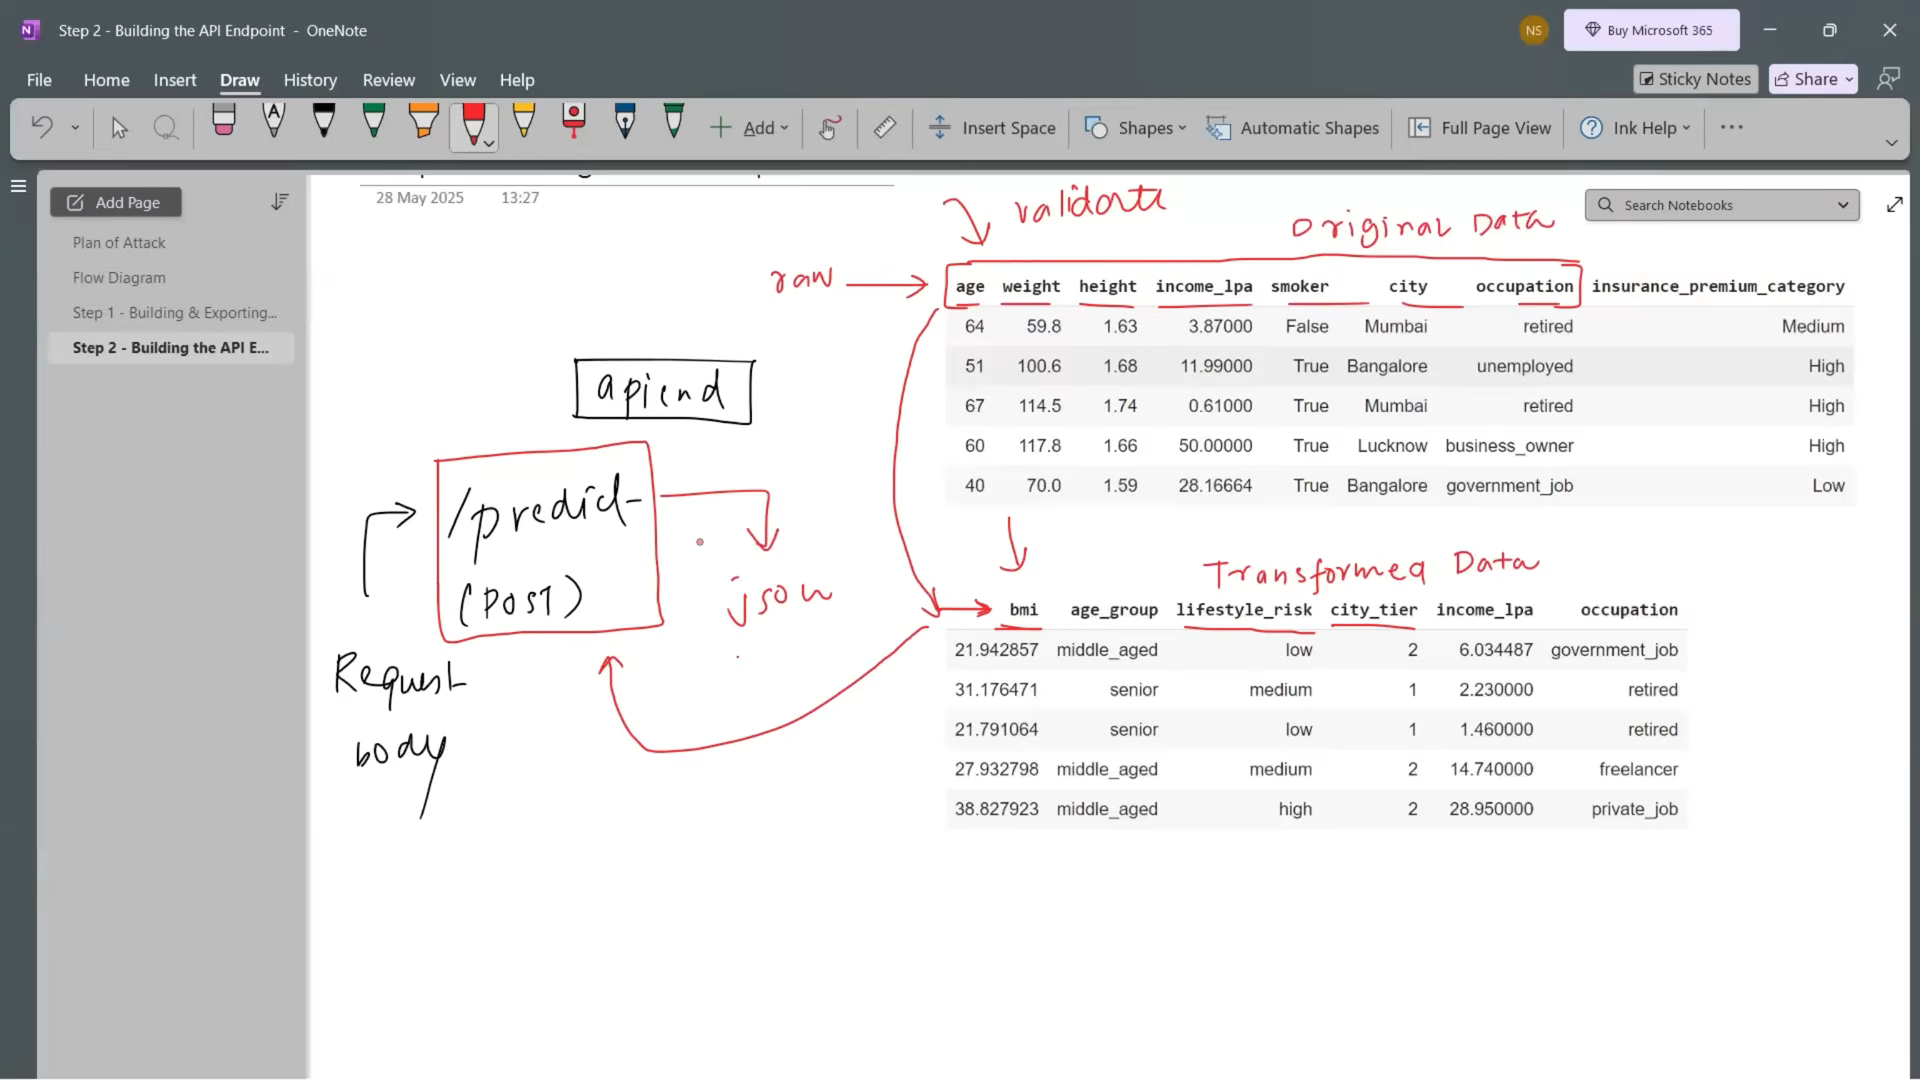 Step 2 - Building the API Endpoint - OneNote
NS
Buy Microsoft 365
File Home Insert Draw History Review View Help
Sticky Notes
Share
Add
Insert Space
Shapes
Automatic Shapes
Full Page View
Ink Help
Add Page
Plan of Attack
Flow Diagram
Step 1 - Building & Exporting...
Step 2 - Building the API E...
28 May 2025 13:27
Search Notebooks
validate
Original Data
raw
age weight height income_lpa smoker city occupation insurance_premium_category
64 59.8 1.63 3.87000 False Mumbai retired Medium
51 100.6 1.68 11.99000 True Bangalore unemployed High
67 114.5 1.74 0.61000 True Mumbai retired High
60 117.8 1.66 50.00000 True Lucknow business_owner High
40 70.0 1.59 28.16664 True Bangalore government_job Low
apiend
/predict
(POST)
json
Request
body
Transformed Data
bmi age_group lifestyle_risk city_tier income_lpa occupation
21.942857 middle_aged low 2 6.034487 government_job
31.176471 senior medium 1 2.230000 retired
21.791064 senior low 1 1.460000 retired
27.932798 middle_aged medium 2 14.740000 freelancer
38.827923 middle_aged high 2 28.950000 private_job